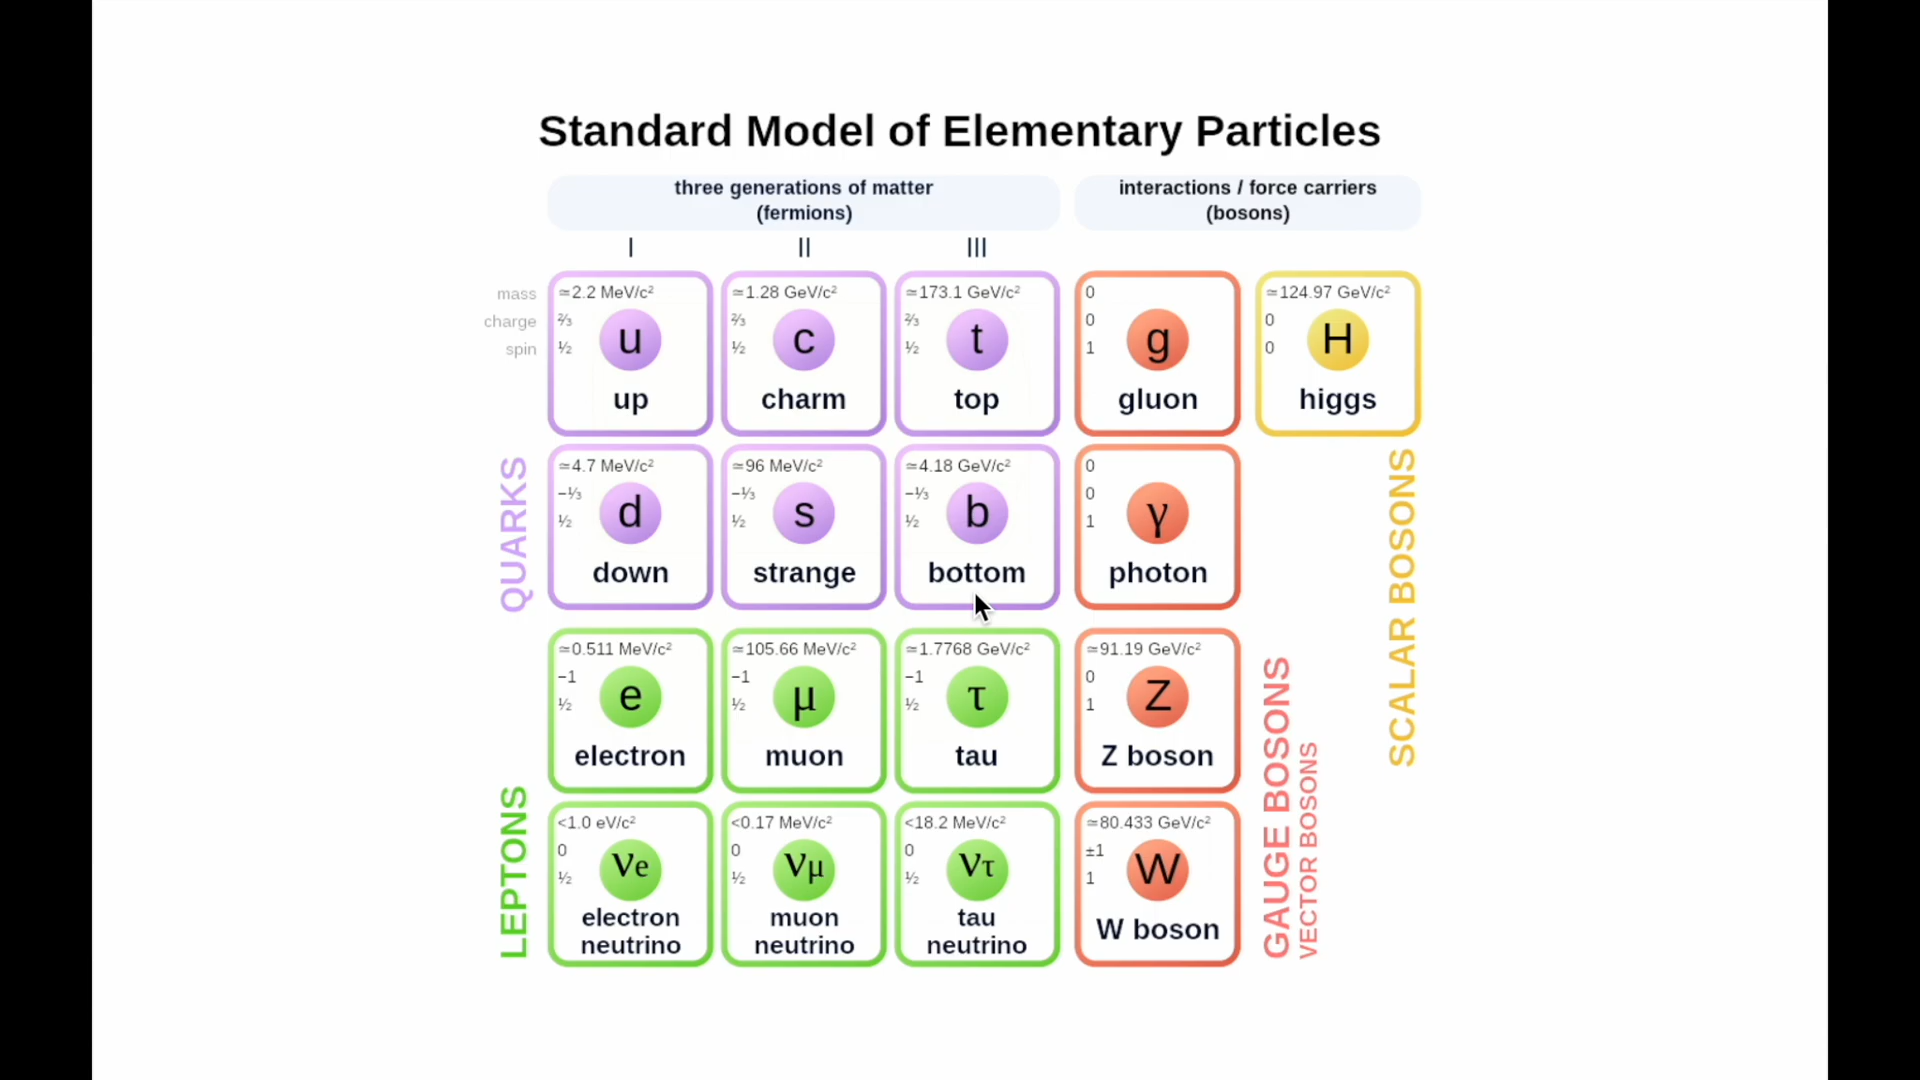 Standard Model of Elementary Particles
three generations of matter
(fermions)
interactions / force carriers
(bosons)
I
II
III
mass
charge
spin
≃2.2 MeV/c²
⅔
½
u
up
≃1.28 GeV/c²
⅔
½
c
charm
≃173.1 GeV/c²
⅔
½
t
top
0
0
1
g
gluon
≃124.97 GeV/c²
0
0
H
higgs
QUARKS
≃4.7 MeV/c²
−⅓
½
d
down
≃96 MeV/c²
−⅓
½
s
strange
≃4.18 GeV/c²
−⅓
½
b
bottom
0
0
1
γ
photon
SCALAR BOSONS
LEPTONS
≃0.511 MeV/c²
−1
½
e
electron
≃105.66 MeV/c²
−1
½
μ
muon
≃1.7768 GeV/c²
−1
½
τ
tau
≃91.19 GeV/c²
0
1
Z
Z boson
<1.0 eV/c²
0
½
νe
electron
neutrino
<0.17 MeV/c²
0
½
νμ
muon
neutrino
<18.2 MeV/c²
0
½
ντ
tau
neutrino
≃80.433 GeV/c²
±1
1
W
W boson
GAUGE BOSONS
VECTOR BOSONS